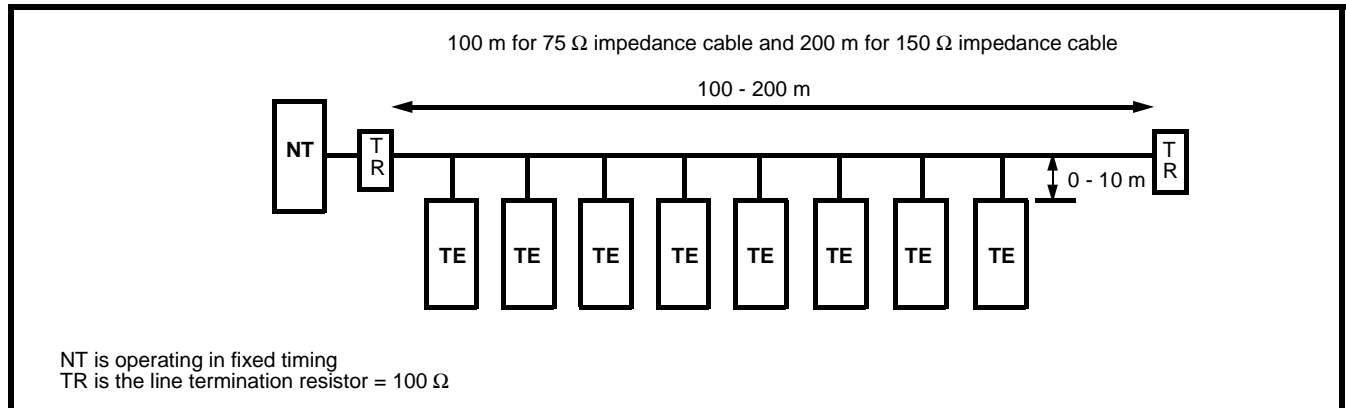 100 m for 75 Ω impedance cable and 200 m for 150 Ω impedance cable
100 - 200 m
NT
T
R
T
R
0 - 10 m
TE TE TE TE TE TE TE TE
NT is operating in fixed timing
TR is the line termination resistor = 100 Ω